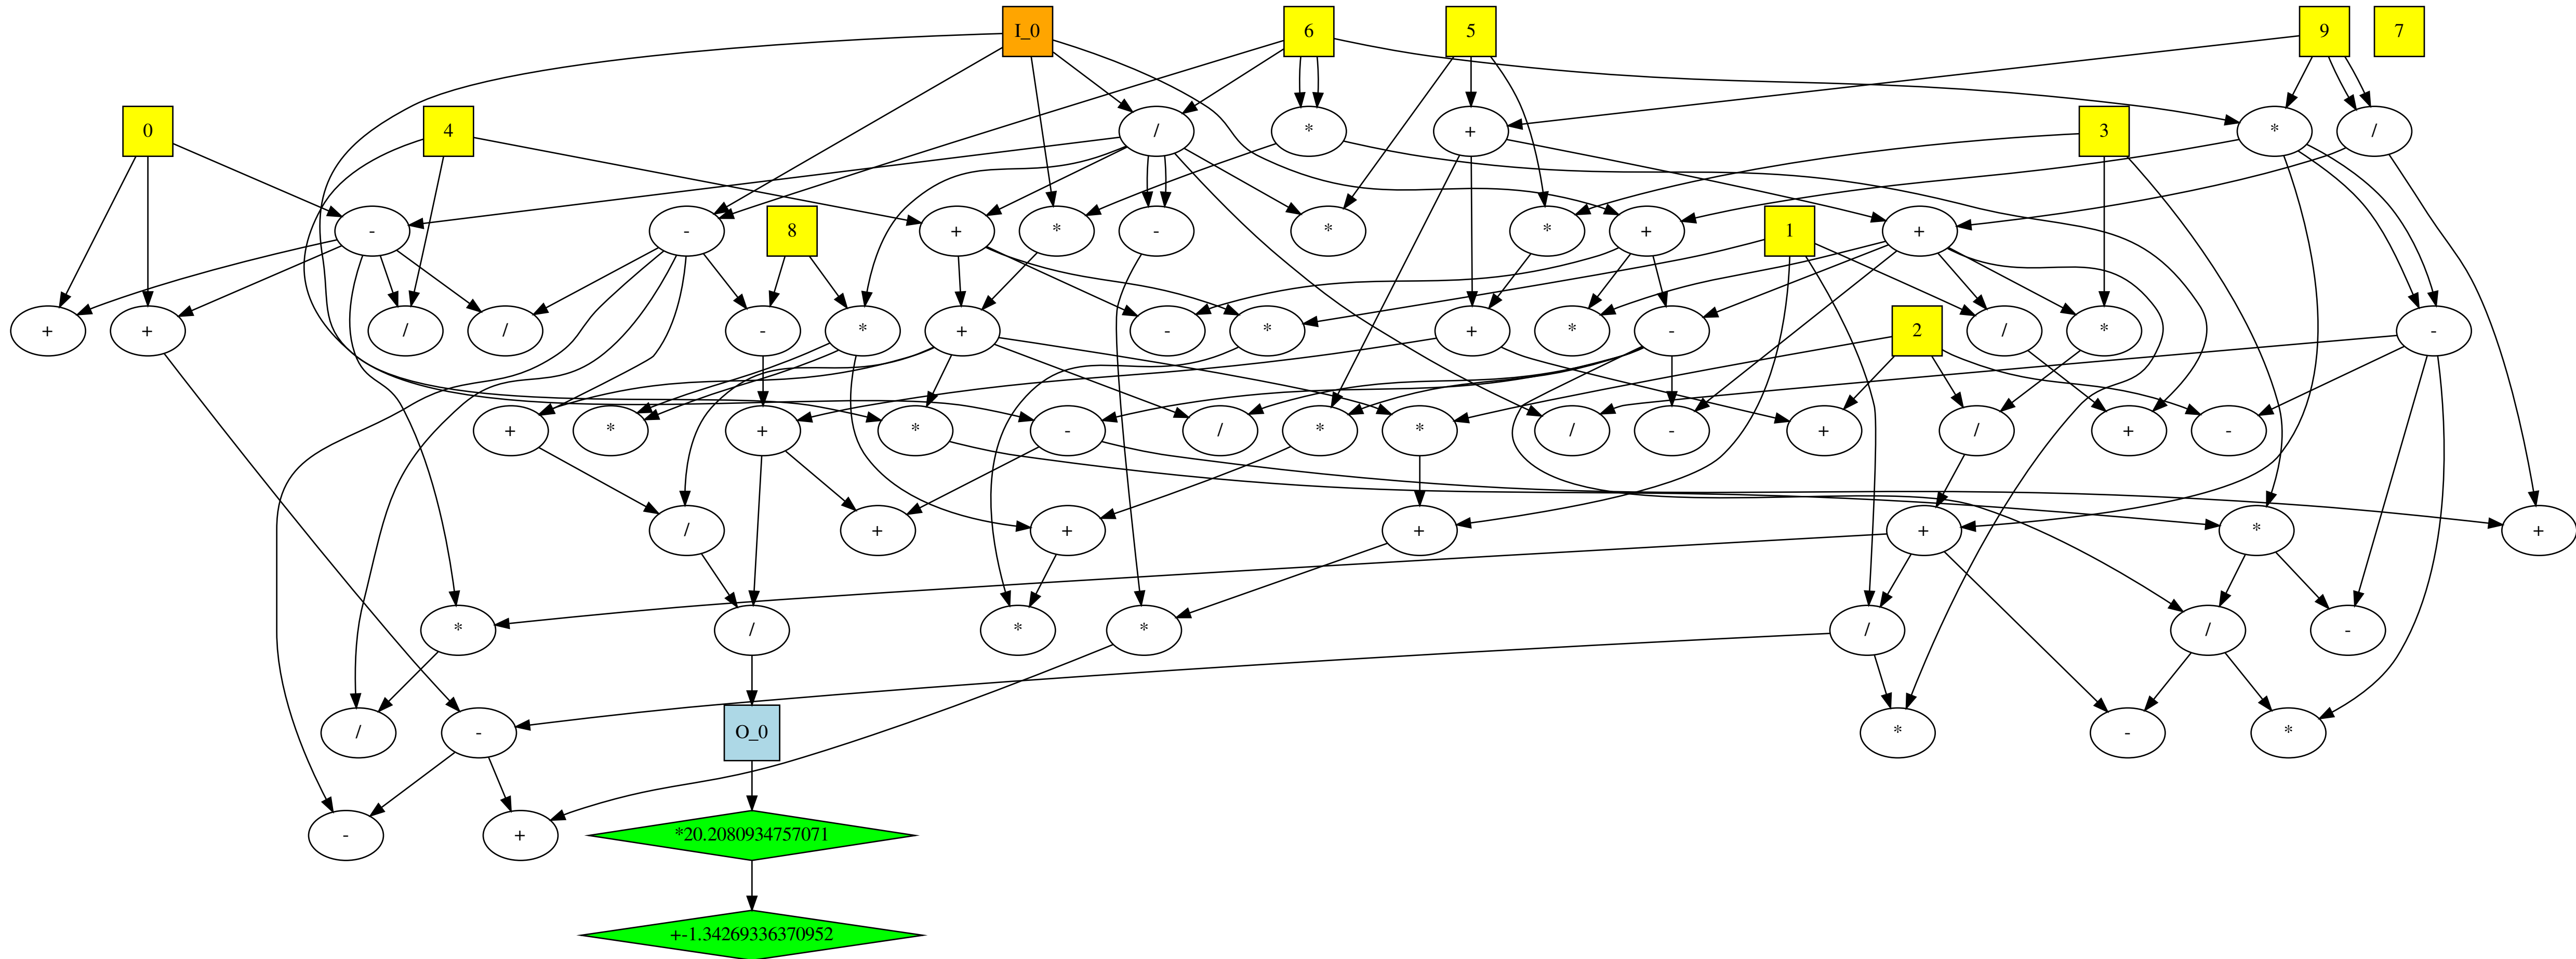 I_0 6 5 9 7
0 4 / * + 3 * /
- - 8 + * - * * + 1 +
+ + / / - * + - * + * - 2 / * -
+ * + * - / * * / - + / + -
/ + + + + * +
* / * * / / -
/ - O_0 * - *
- + *20.2080934757071
+-1.34269336370952